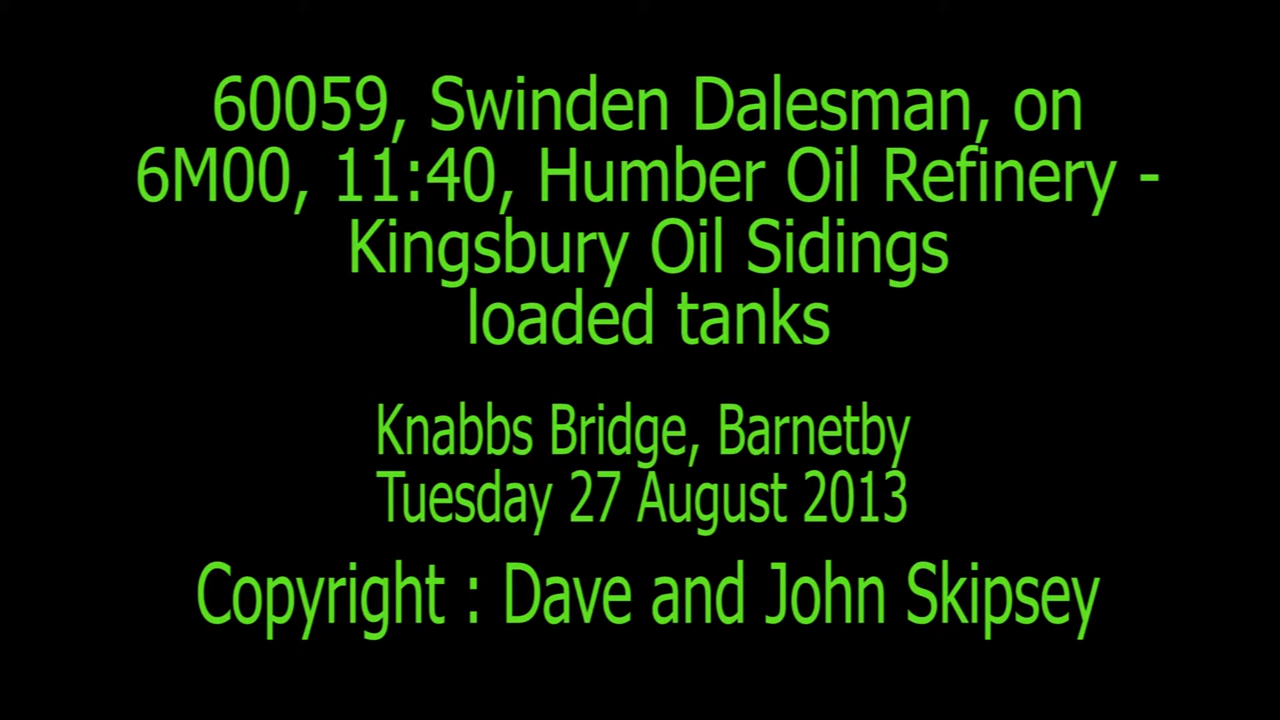 60059, Swinden Dalesman, on
6M00, 11:40, Humber Oil Refinery -
Kingsbury Oil Sidings
loaded tanks
Knabbs Bridge, Barnetby
Tuesday 27 August 2013
Copyright : Dave and John Skipsey